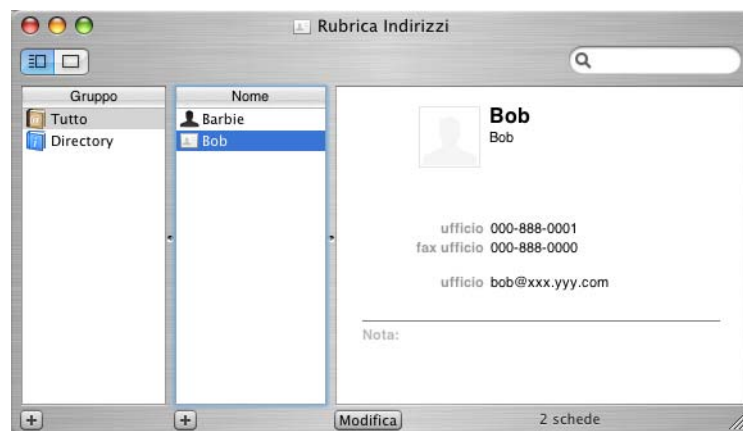 Rubrica Indirizzi
Gruppo
Tutto
Directory
Nome
Barbie
Bob
Bob
Bob
ufficio 000-888-0001
fax ufficio 000-888-0000
ufficio bob@xxx.yyy.com
Nota:
Modifica
2 schede